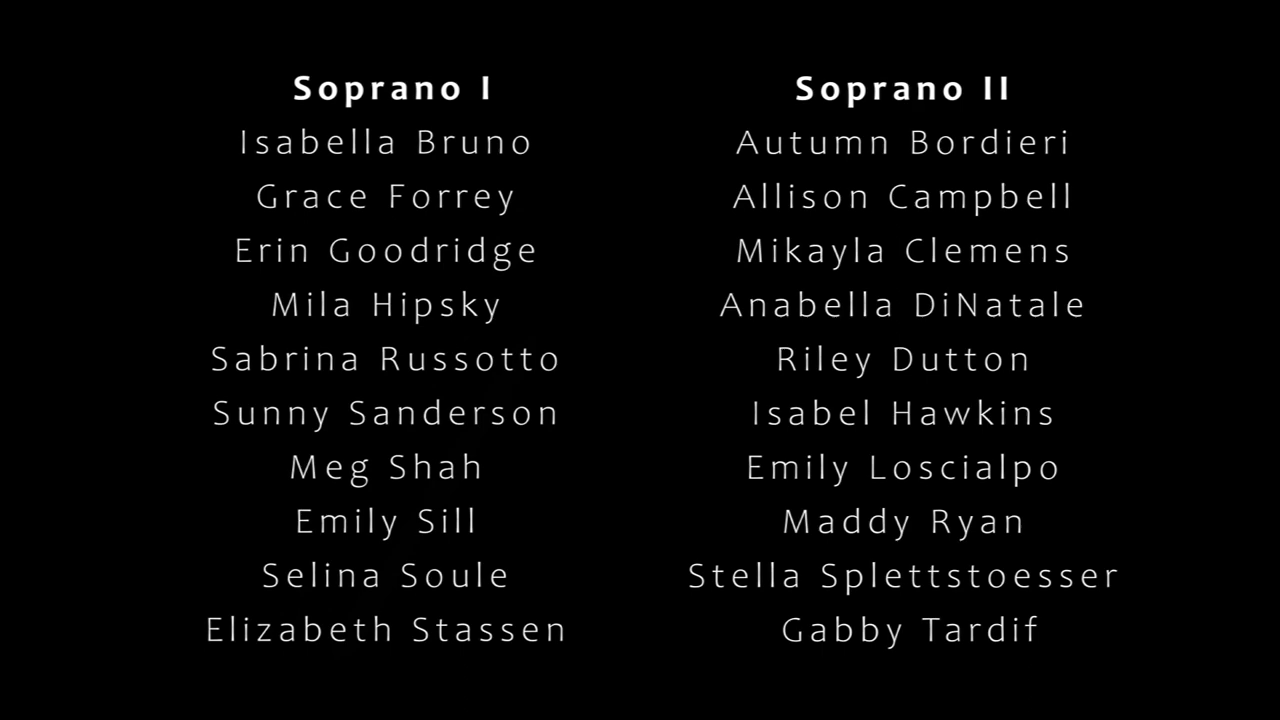 Soprano I
Isabella Bruno
Grace Forrey
Erin Goodridge
Mila Hipsky
Sabrina Russotto
Sunny Sanderson
Meg Shah
Emily Sill
Selina Soule
Elizabeth Stassen
Soprano II
Autumn Bordieri
Allison Campbell
Mikayla Clemens
Anabella DiNatale
Riley Dutton
Isabel Hawkins
Emily Loscialpo
Maddy Ryan
Stella Splettstoesser
Gabby Tardif